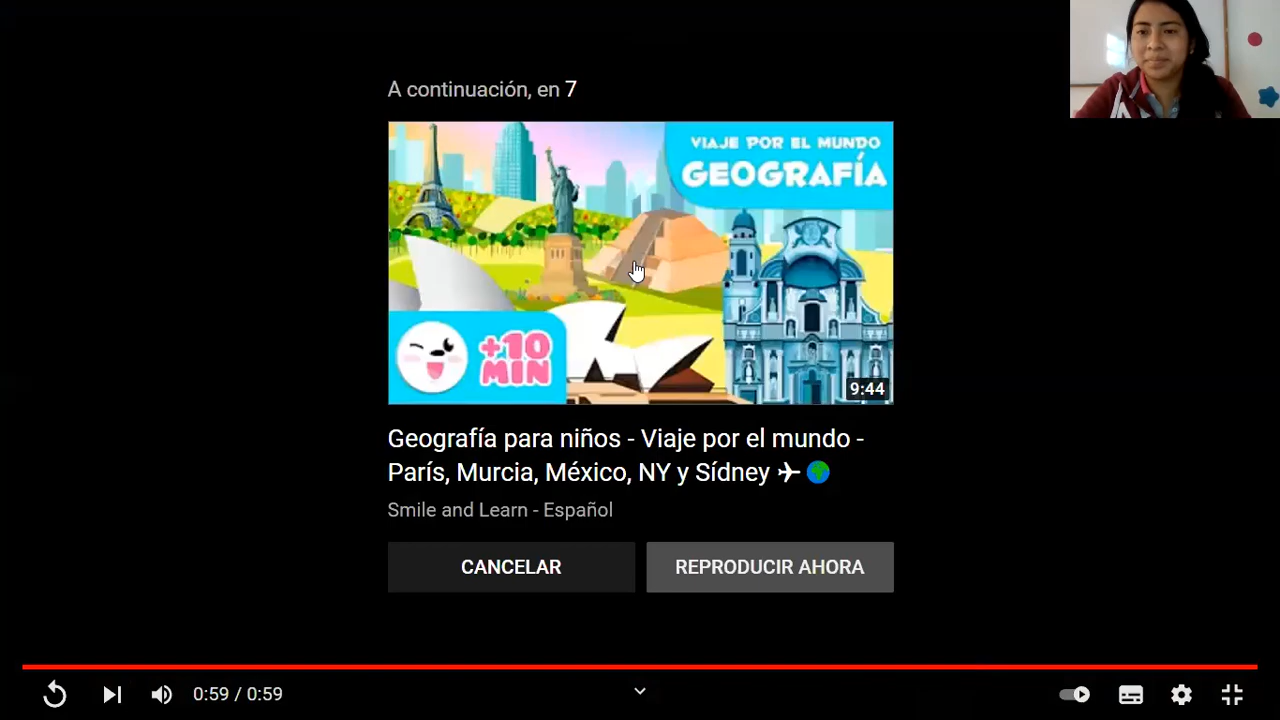 A continuación, en 7
VIAJE POR EL MUNDO
GEOGRAFÍA
+10
MIN
9:44
Geografía para niños - Viaje por el mundo -
París, Murcia, México, NY y Sídney
Smile and Learn - Español
CANCELAR
REPRODUCIR AHORA
0:59 / 0:59